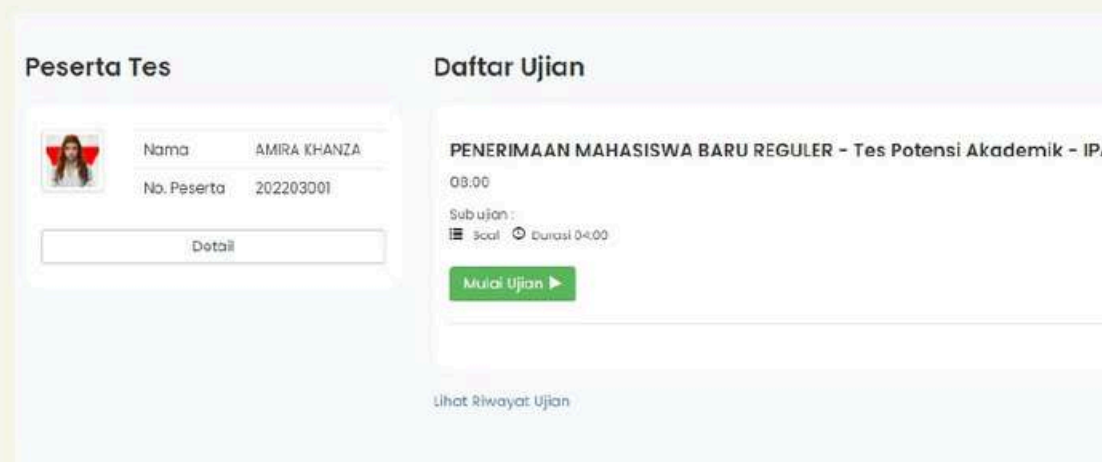 Peserta Tes
Nama AMIRA KHANZA
No. Peserta 202203001
Detail
Daftar Ujian
PENERIMAAN MAHASISWA BARU REGULER - Tes Potensi Akademik - IPA
08:00
Sub ujian :
Soal Durasi 04:00
Mulai Ujian
Lihat Riwayat Ujian